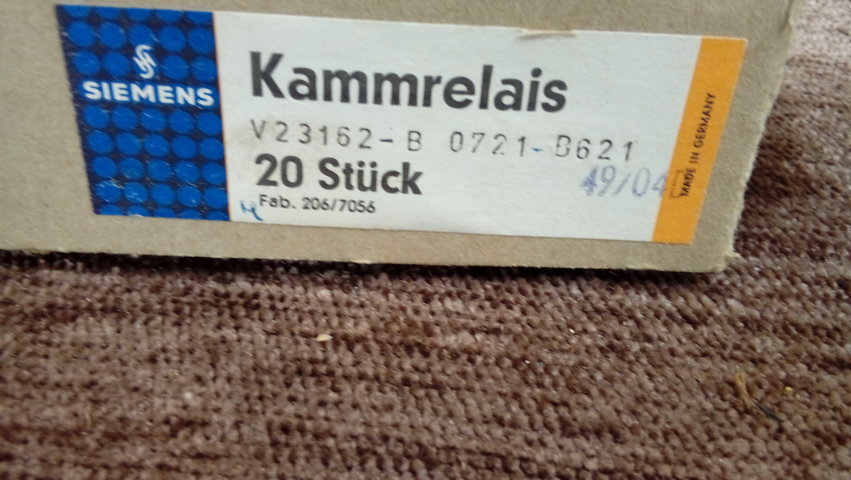 SIEMENS
Kammrelais
V23162-B 0721-B621
20 Stück
49/04
Fab. 206/7056
MADE IN GERMANY